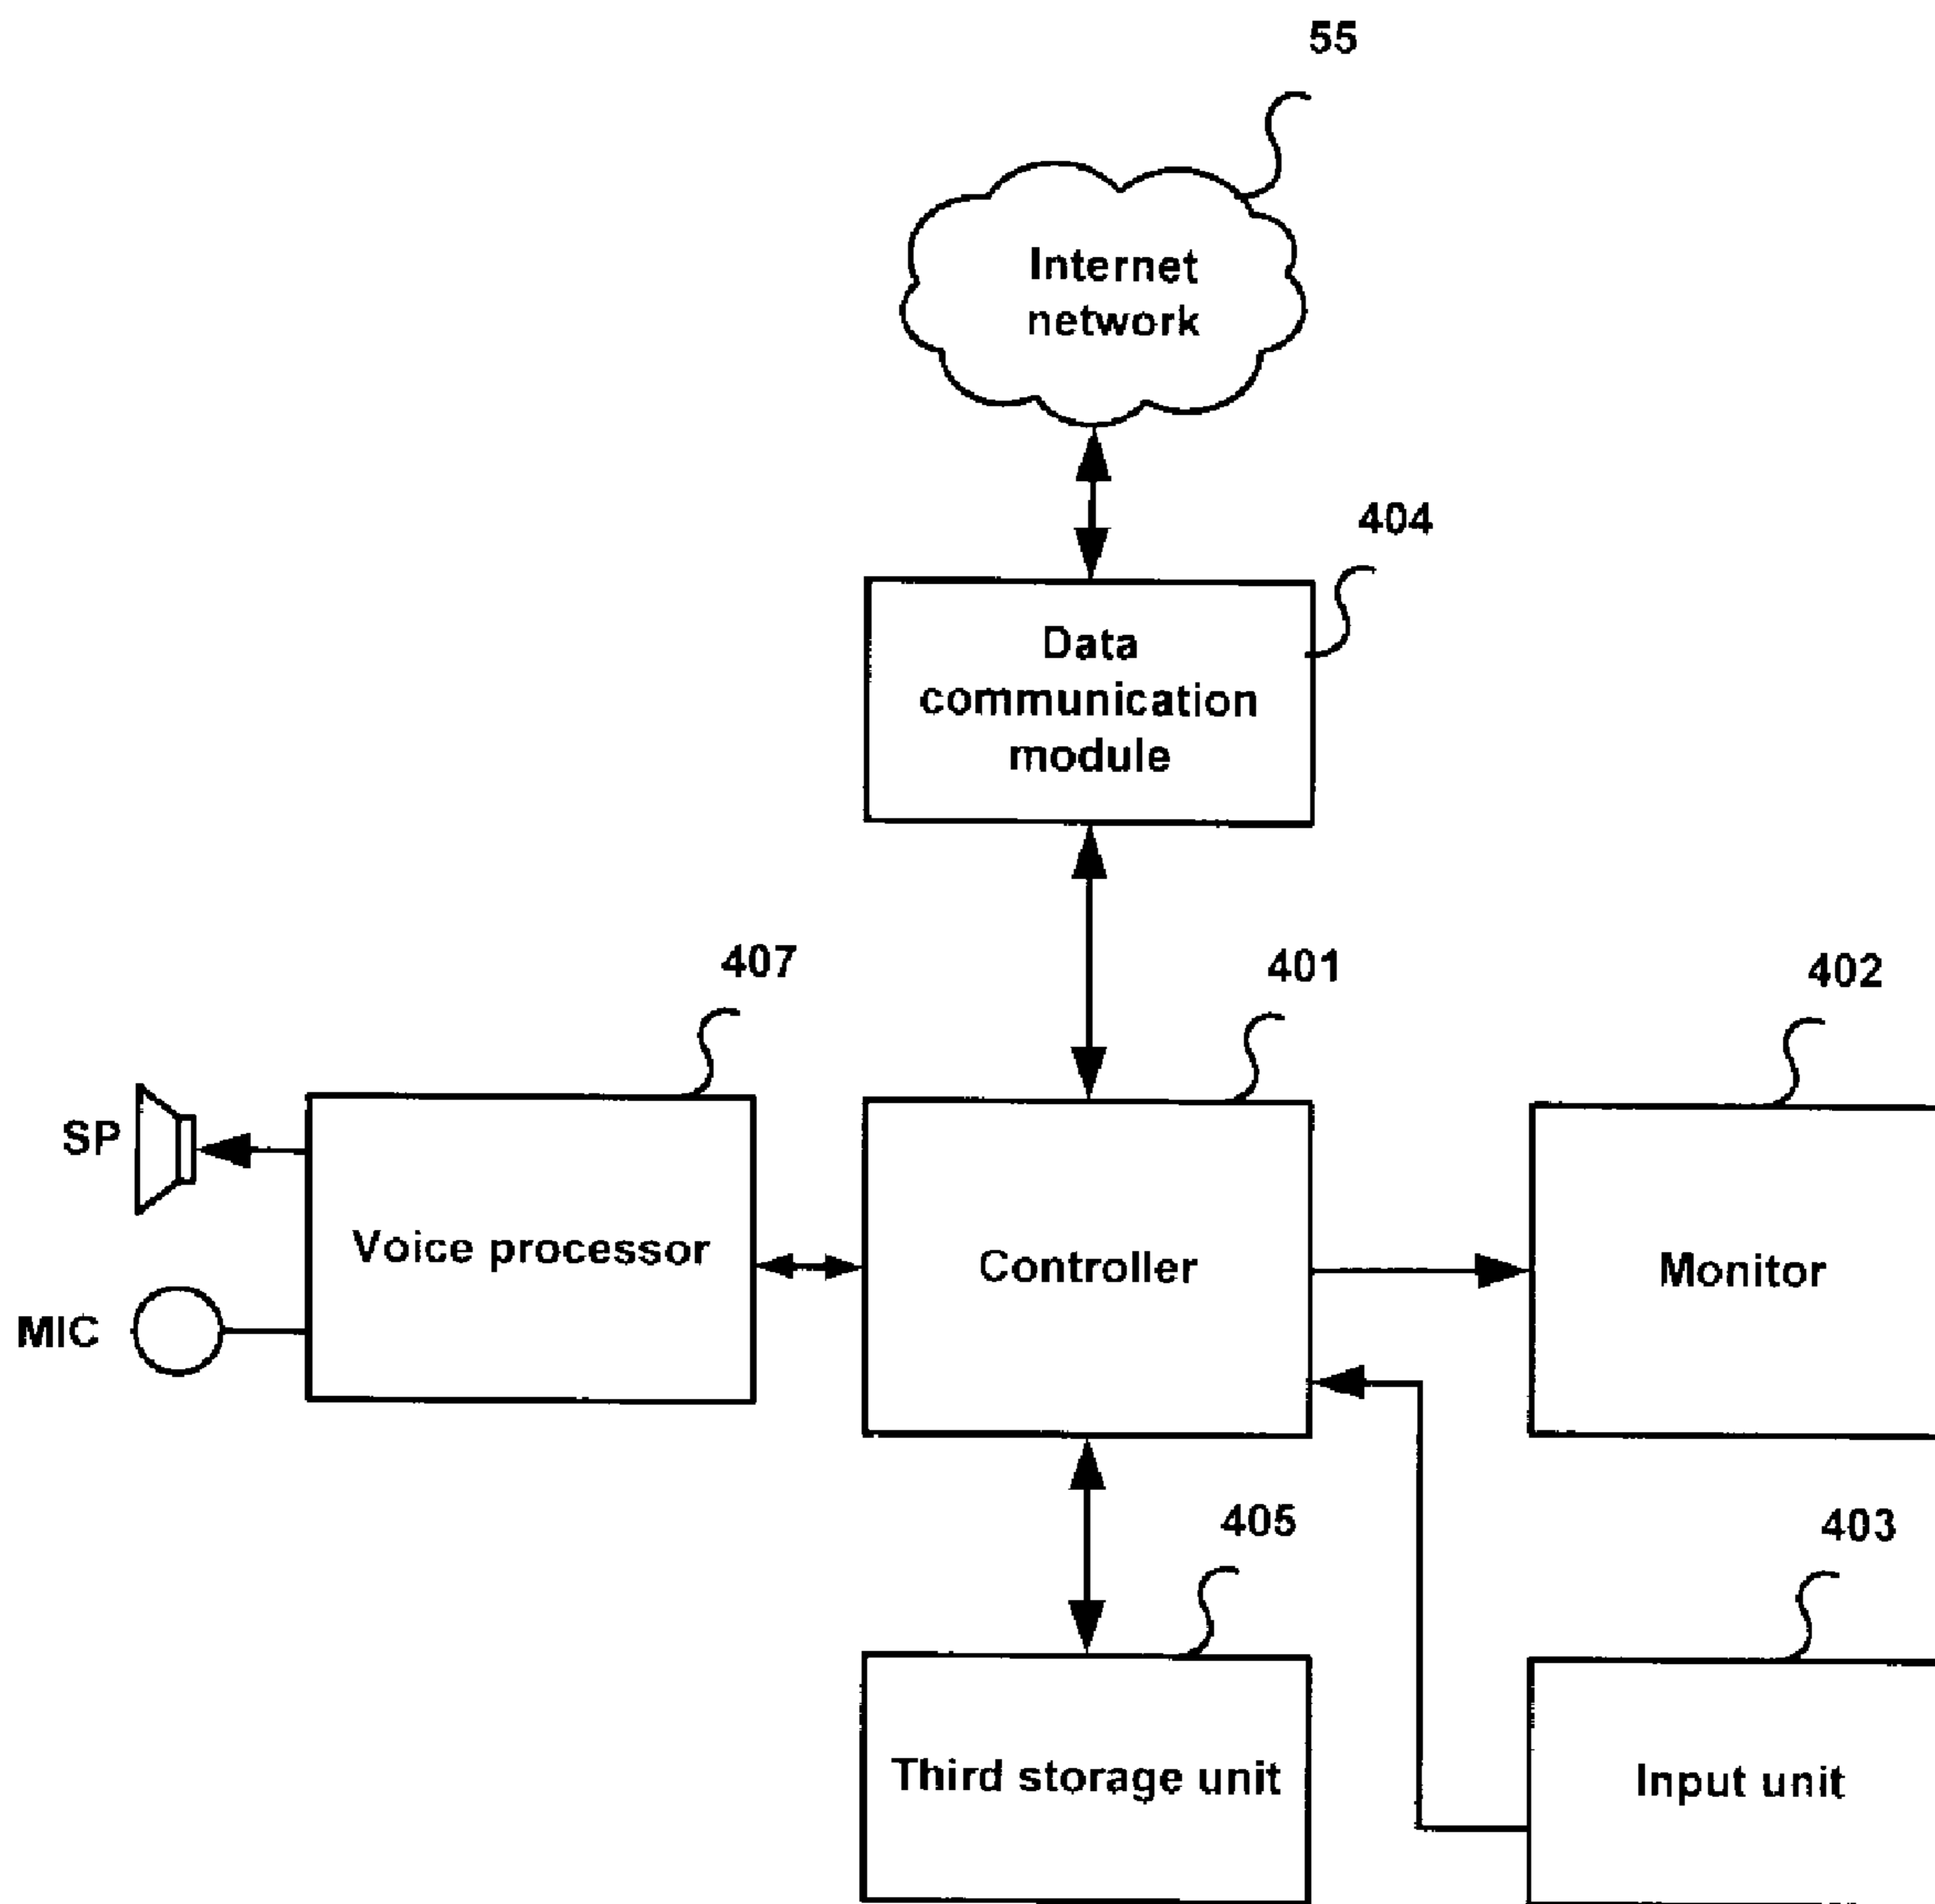 55
Internet
network
404
Data
communication
module
407
401
402
SP
Voice processor
Controller
Monitor
MIC
405
403
Third storage unit
Input unit